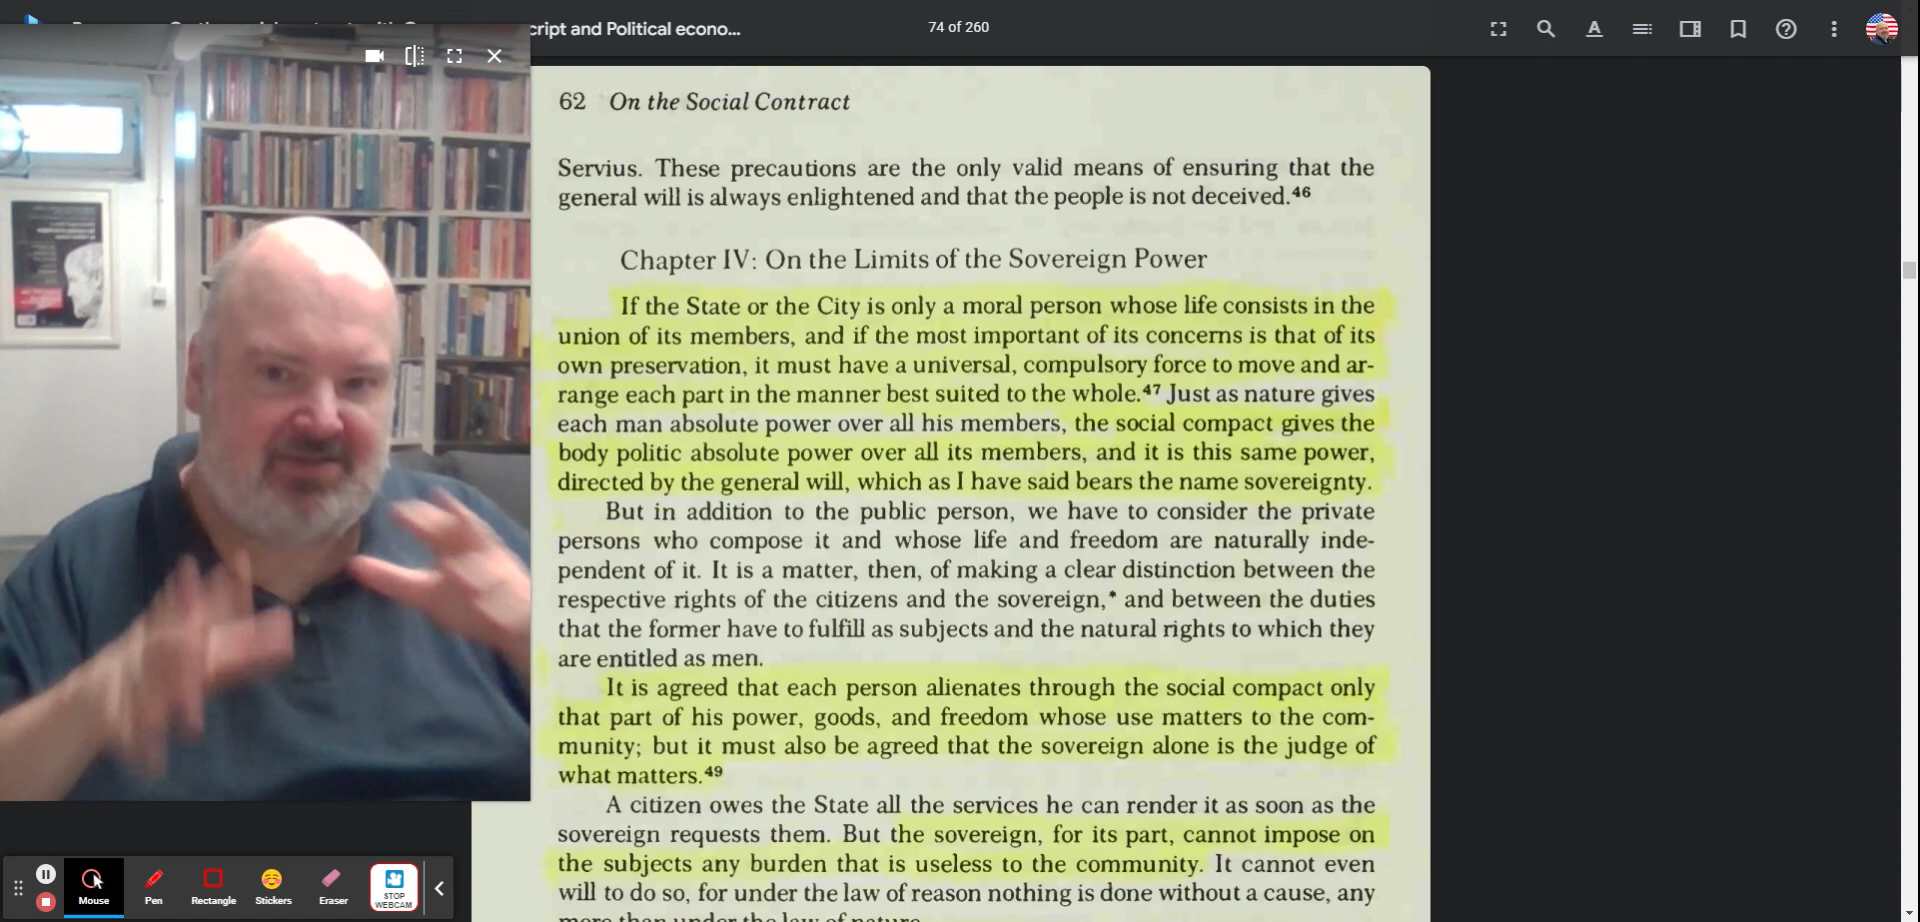 cript and Political econo...
74 of 260
62 On the Social Contract
Servius. These precautions are the only valid means of ensuring that the
general will is always enlightened and that the people is not deceived.46
Chapter IV: On the Limits of the Sovereign Power
If the State or the City is only a moral person whose life consists in the
union of its members, and if the most important of its concerns is that of its
own preservation, it must have a universal, compulsory force to move and ar-
range each part in the manner best suited to the whole.47 Just as nature gives
each man absolute power over all his members, the social compact gives the
body politic absolute power over all its members, and it is this same power,
directed by the general will, which as I have said bears the name sovereignty.
But in addition to the public person, we have to consider the private
persons who compose it and whose life and freedom are naturally inde-
pendent of it. It is a matter, then, of making a clear distinction between the
respective rights of the citizens and the sovereign,* and between the duties
that the former have to fulfill as subjects and the natural rights to which they
are entitled as men.
It is agreed that each person alienates through the social compact only
that part of his power, goods, and freedom whose use matters to the com-
munity; but it must also be agreed that the sovereign alone is the judge of
what matters.49
A citizen owes the State all the services he can render it as soon as the
sovereign requests them. But the sovereign, for its part, cannot impose on
the subjects any burden that is useless to the community. It cannot even
will to do so, for under the law of reason nothing is done without a cause, any
more than under the law of nature.
Mouse
Pen
Rectangle
Stickers
Eraser
STOP
WEBCAM